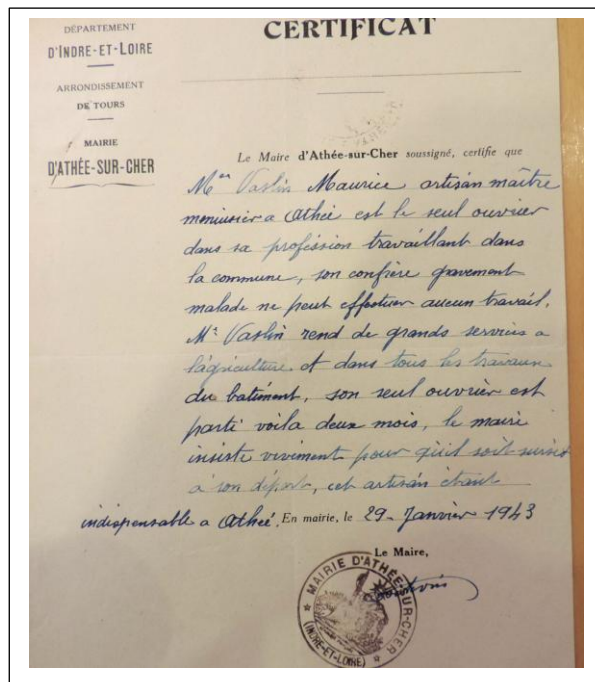 DÉPARTEMENT
D'INDRE-ET-LOIRE
ARRONDISSEMENT
DE TOURS
MAIRIE
D'ATHÉE-SUR-CHER
CERTIFICAT
Le Maire d'Athée-sur-Cher soussigné, certifie que
Mr Vaslin Maurice artisan maître
menuisier a Athée est le seul ouvrier
dans sa profession travaillant dans
la commune, son confrère gravement
malade ne peut effectuer aucun travail.
Mr Vaslin rend de grands services a
l'agriculture et dans tous les travaux
du batiment, son seul ouvrier est
parti voila deux mois, le maire
insiste vivement pour qu'il soit sursis
a son départ, cet artisan étant
indispensable a Athée. En mairie, le 29 - Janvier 1943
Le Maire,
MAIRIE D'ATHÉE-SUR-CHER
(INDRE-ET-LOIRE)